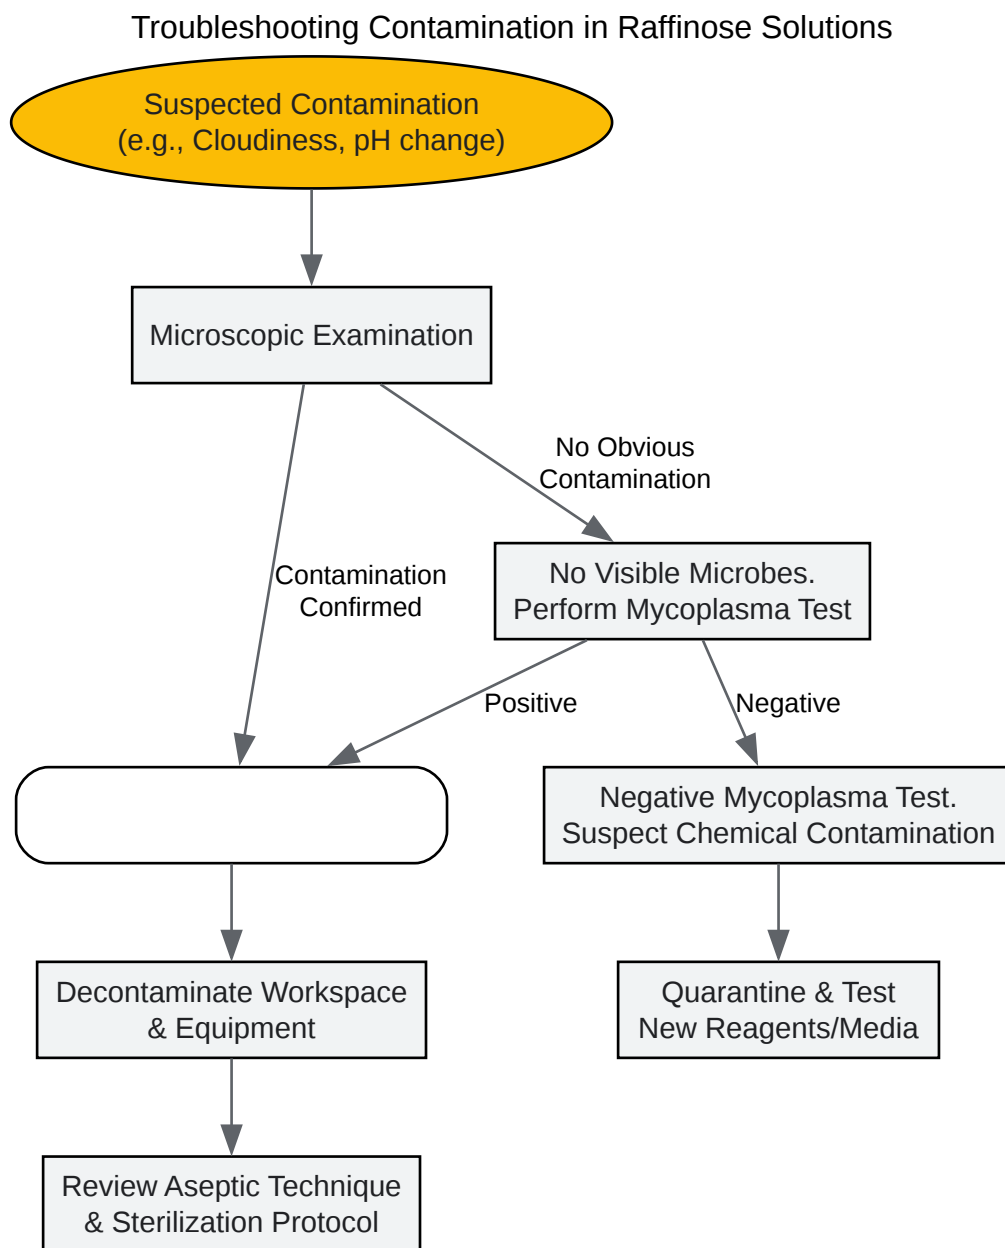 Troubleshooting Contamination in Raffinose Solutions
Suspected Contamination
(e.g., Cloudiness, pH change)
Microscopic Examination
No Obvious
Contamination
Contamination
Confirmed
No Visible Microbes.
Perform Mycoplasma Test
Positive
Negative
Negative Mycoplasma Test.
Suspect Chemical Contamination
Decontaminate Workspace
& Equipment
Quarantine & Test
New Reagents/Media
Review Aseptic Technique
& Sterilization Protocol